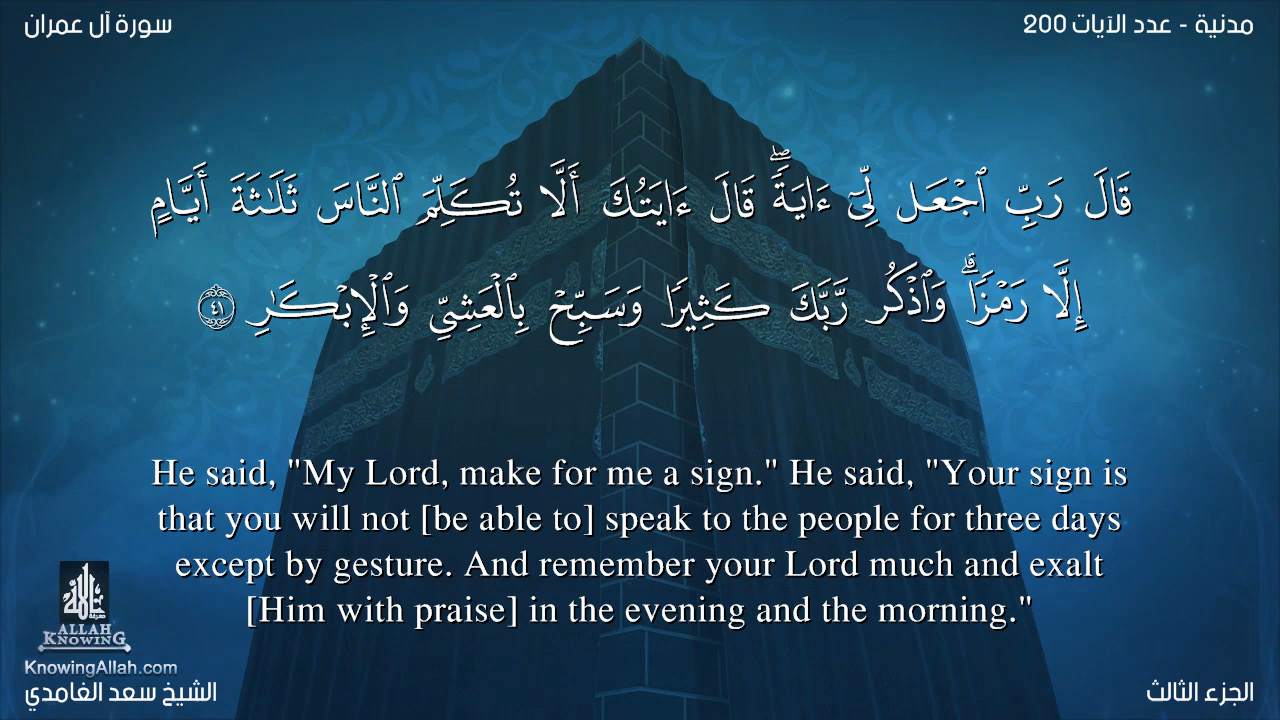 سورة آل عمران
مدنية - عدد الآيات 200
قَالَ رَبِّ ٱجْعَل لِّىٓ ءَايَةًۖ قَالَ ءَايَتُكَ أَلَّا تُكَلِّمَ ٱلنَّاسَ ثَلَٰثَةَ أَيَّامٍ
إِلَّا رَمْزًاۗ وَٱذْكُر رَّبَّكَ كَثِيرًا وَسَبِّحْ بِٱلْعَشِىِّ وَٱلْإِبْكَٰرِ ٤١
He said, "My Lord, make for me a sign." He said, "Your sign is
that you will not [be able to] speak to the people for three days
except by gesture. And remember your Lord much and exalt
[Him with praise] in the evening and the morning."
ALLAH
KNOWING
KnowingAllah.com
الشيخ سعد الغامدي
الجزء الثالث